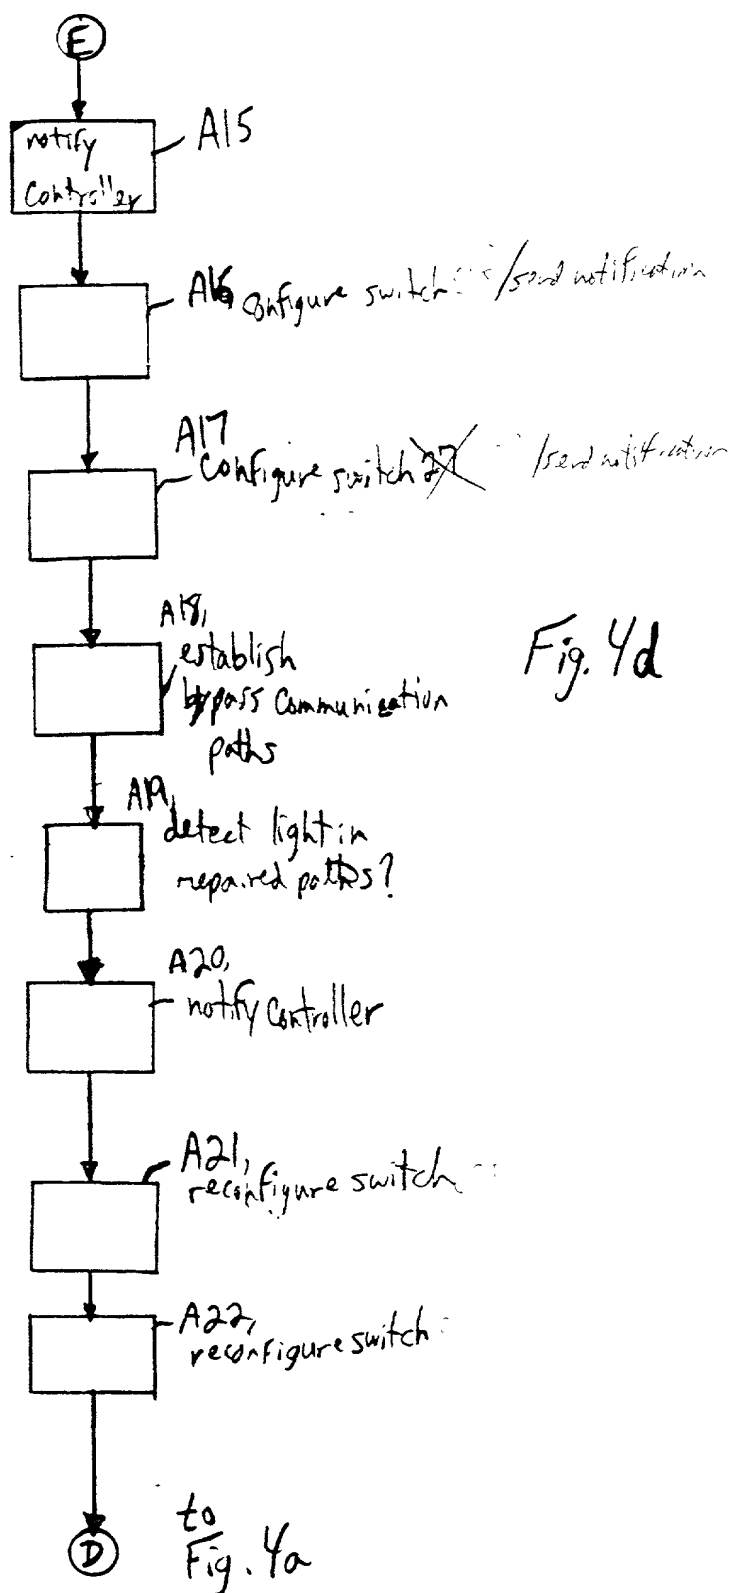 E
notify
controller
A15
A16 configure switch /send notification
A17
configure switch 27 /send notification
A18,
establish
bypass communication
paths
Fig. 4d
A19,
detect light in
repaired paths?
A20,
notify controller
A21,
reconfigure switch
A22,
reconfigure switch
D
to
Fig. 4a